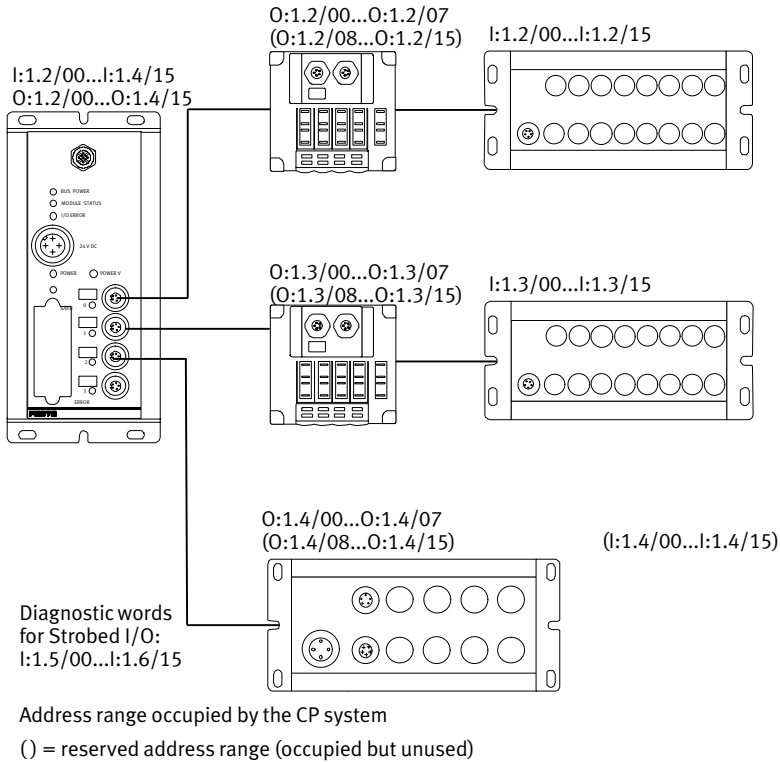 O:1.2/00...O:1.2/07
(O:1.2/08...O:1.2/15)
I:1.2/00...I:1.2/15
I:1.2/00...I:1.4/15
O:1.2/00...O:1.4/15
BUS POWER
MODULE STATUS
I/O ERROR
24 V DC
POWER
POWER V
0
1
2
3
ERROR
FESTO
O:1.3/00...O:1.3/07
(O:1.3/08...O:1.3/15)
I:1.3/00...I:1.3/15
O:1.4/00...O:1.4/07
(O:1.4/08...O:1.4/15)
(I:1.4/00...I:1.4/15)
Diagnostic words
for Strobed I/O:
I:1.5/00...I:1.6/15
Address range occupied by the CP system
() = reserved address range (occupied but unused)